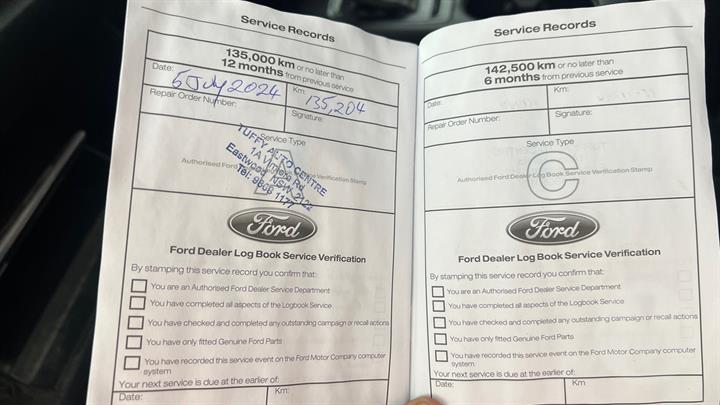 Service Records
135,000 km or no later than
12 months from previous service
Date: 5 July 2024
Km: 135,204
Repair Order Number:
Signature:
Service Type
Authorised Ford Dealer Log Book Service Verification Stamp
TUFFY AUTO CENTRE
Eastwood NSW 2122
Ford
Ford Dealer Log Book Service Verification
By stamping this service record you confirm that:
You are an Authorised Ford Dealer Service Department
You have completed all aspects of the Logbook Service
You have checked and completed any outstanding campaign or recall actions
You have only fitted Genuine Ford Parts
You have recorded this service event on the Ford Motor Company computer
system
Your next service is due at the earlier of:
Date:
Km:
Service Records
142,500 km or no later than
6 months from previous service
Date:
Km:
Repair Order Number:
Signature:
Service Type
C
Authorised Ford Dealer Log Book Service Verification Stamp
Ford
Ford Dealer Log Book Service Verification
By stamping this service record you confirm that:
You are an Authorised Ford Dealer Service Department
You have completed all aspects of the Logbook Service
You have checked and completed any outstanding campaign or recall actions
You have only fitted Genuine Ford Parts
You have recorded this service event on the Ford Motor Company computer
system
Your next service is due at the earlier of:
Date:
Km